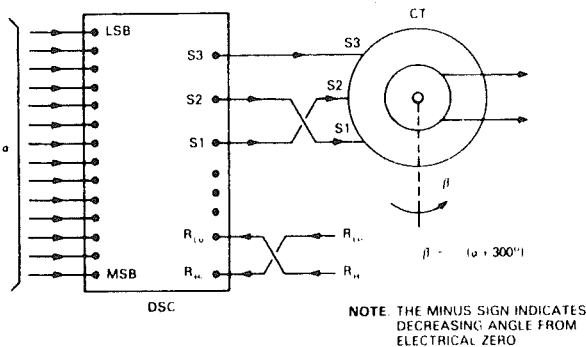 CT
LSB
S3
S3
α
S2
S2
S1
S1
β
R
R
R
R
MSB
DSC
β (α + 300°)
NOTE. THE MINUS SIGN INDICATES
DECREASING ANGLE FROM
ELECTRICAL ZERO